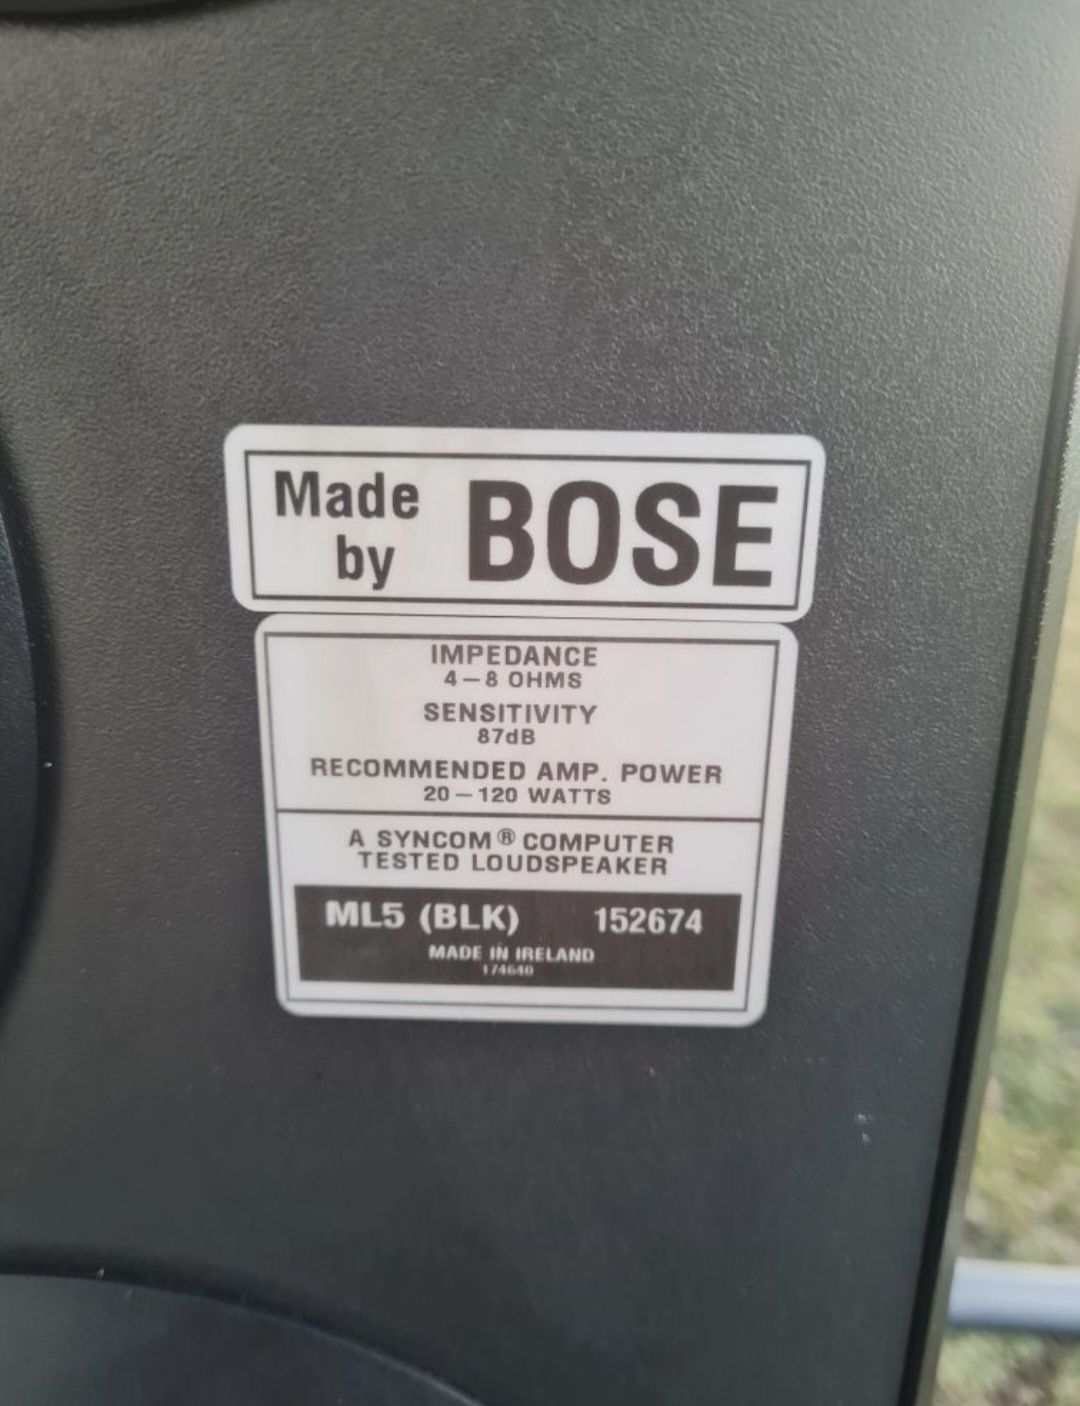 Made
by BOSE
IMPEDANCE
4–8 OHMS
SENSITIVITY
87dB
RECOMMENDED AMP. POWER
20–120 WATTS
A SYNCOM® COMPUTER
TESTED LOUDSPEAKER
ML5 (BLK) 152674
MADE IN IRELAND
174640